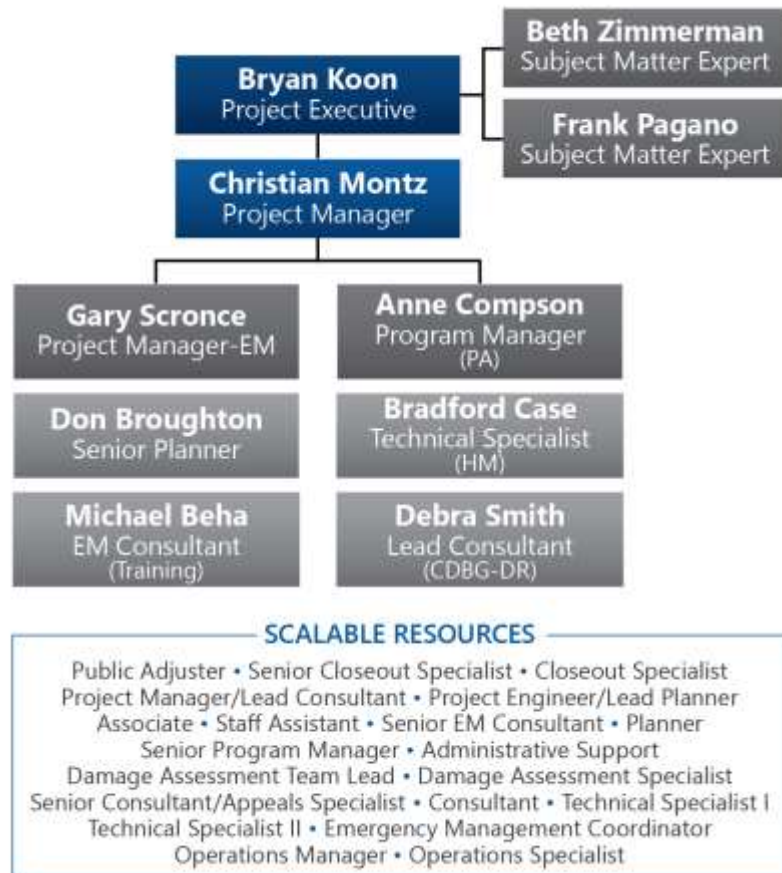 Beth Zimmerman
Subject Matter Expert
Bryan Koon
Project Executive
Frank Pagano
Subject Matter Expert
Christian Montz
Project Manager
Gary Scronce
Project Manager-EM
Anne Compson
Program Manager
(PA)
Don Broughton
Senior Planner
Bradford Case
Technical Specialist
(HM)
Michael Beha
EM Consultant
(Training)
Debra Smith
Lead Consultant
(CDBG-DR)
SCALABLE RESOURCES
Public Adjuster • Senior Closeout Specialist • Closeout Specialist
Project Manager/Lead Consultant • Project Engineer/Lead Planner
Associate • Staff Assistant • Senior EM Consultant • Planner
Senior Program Manager • Administrative Support
Damage Assessment Team Lead • Damage Assessment Specialist
Senior Consultant/Appeals Specialist • Consultant • Technical Specialist I
Technical Specialist II • Emergency Management Coordinator
Operations Manager • Operations Specialist